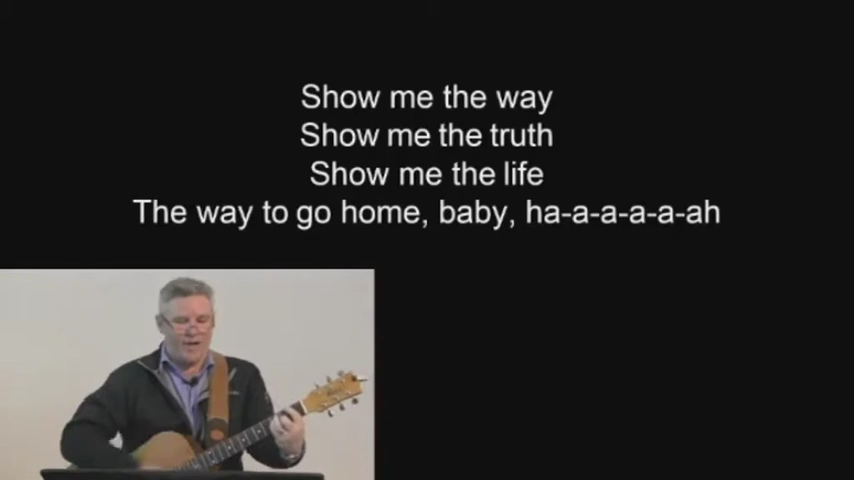 Show me the way
Show me the truth
Show me the life
The way to go home, baby, ha-a-a-a-a-ah